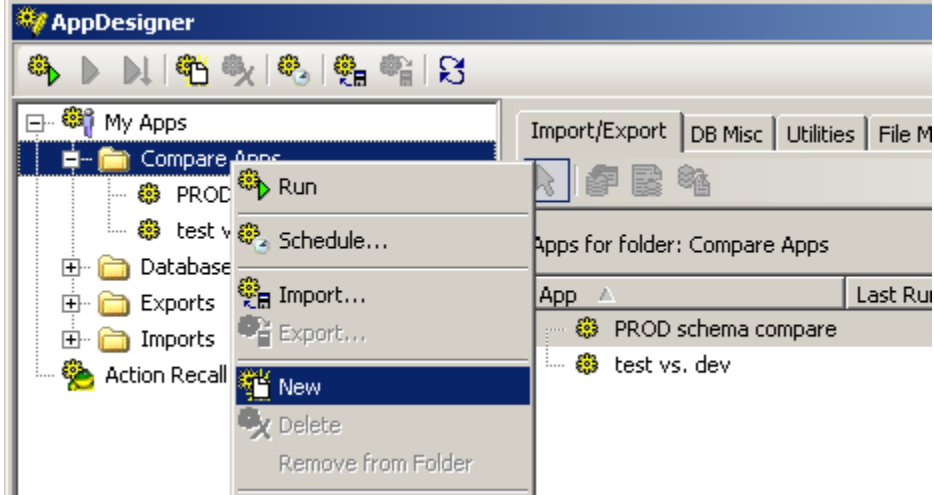 AppDesigner
My Apps
Compare Apps
PROD
test v
Database
Exports
Imports
Action Recall
Run
Schedule...
Import...
Export...
New
Delete
Remove from Folder
Import/Export
DB Misc
Utilities
File M
Apps for folder: Compare Apps
App
Last Run
PROD schema compare
test vs. dev